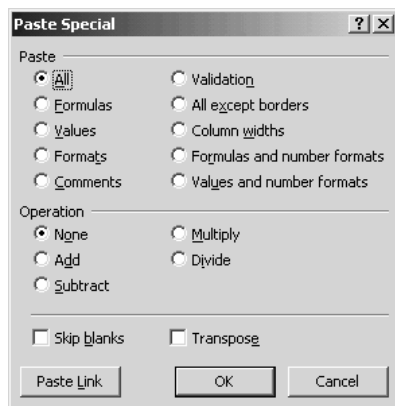 Paste Special ? X
Paste
All Validation
Formulas All except borders
Values Column widths
Formats Formulas and number formats
Comments Values and number formats
Operation
None Multiply
Add Divide
Subtract
Skip blanks Transpose
Paste Link OK Cancel